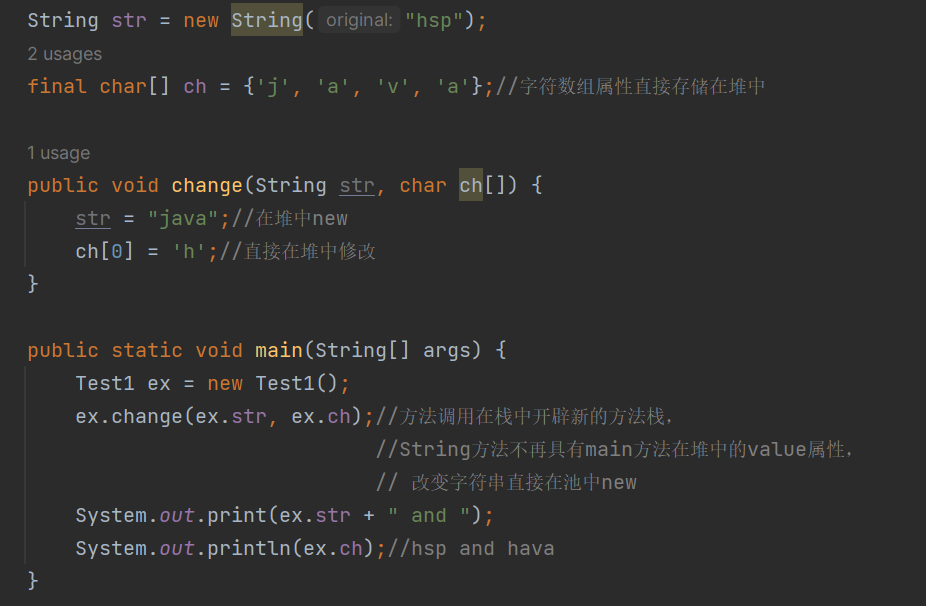 String str = new String( original: "hsp");
2 usages
final char[] ch = {'j', 'a', 'v', 'a'};//字符数组属性直接存储在堆中
1 usage
public void change(String str, char ch[]) {
str = "java";//在堆中new
ch[0] = 'h';//直接在堆中修改
}
public static void main(String[] args) {
Test1 ex = new Test1();
ex.change(ex.str, ex.ch);//方法调用在栈中开辟新的方法栈，
//String方法不再具有main方法在堆中的value属性，
// 改变字符串直接在池中new
System.out.print(ex.str + " and ");
System.out.println(ex.ch);//hsp and hava
}